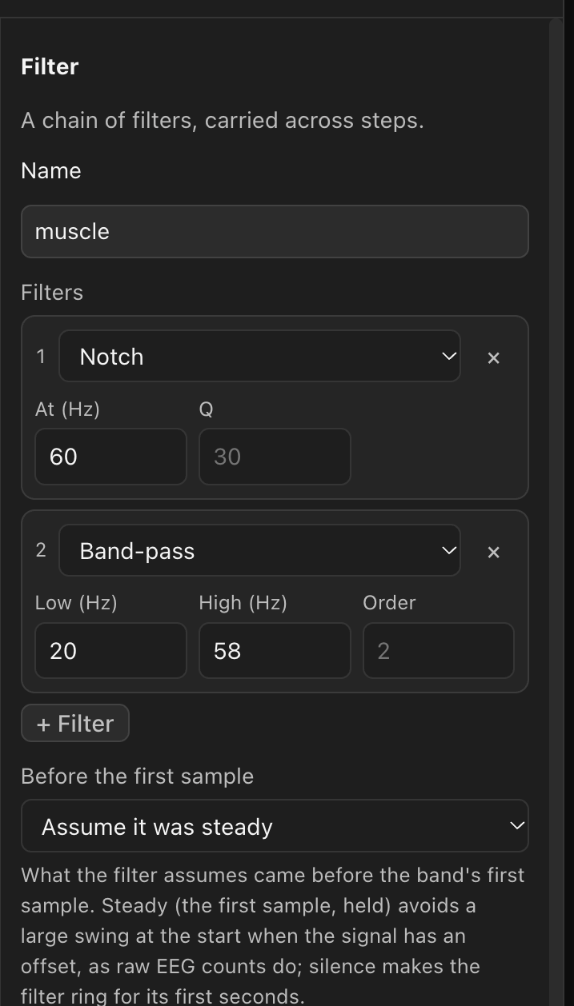 Filter
A chain of filters, carried across steps.
Name
muscle
Filters
1 Notch ×
At (Hz) Q
60 30
2 Band-pass ×
Low (Hz) High (Hz) Order
20 58 2
+ Filter
Before the first sample
Assume it was steady
What the filter assumes came before the band's first
sample. Steady (the first sample, held) avoids a
large swing at the start when the signal has an
offset, as raw EEG counts do; silence makes the
filter ring for its first seconds.